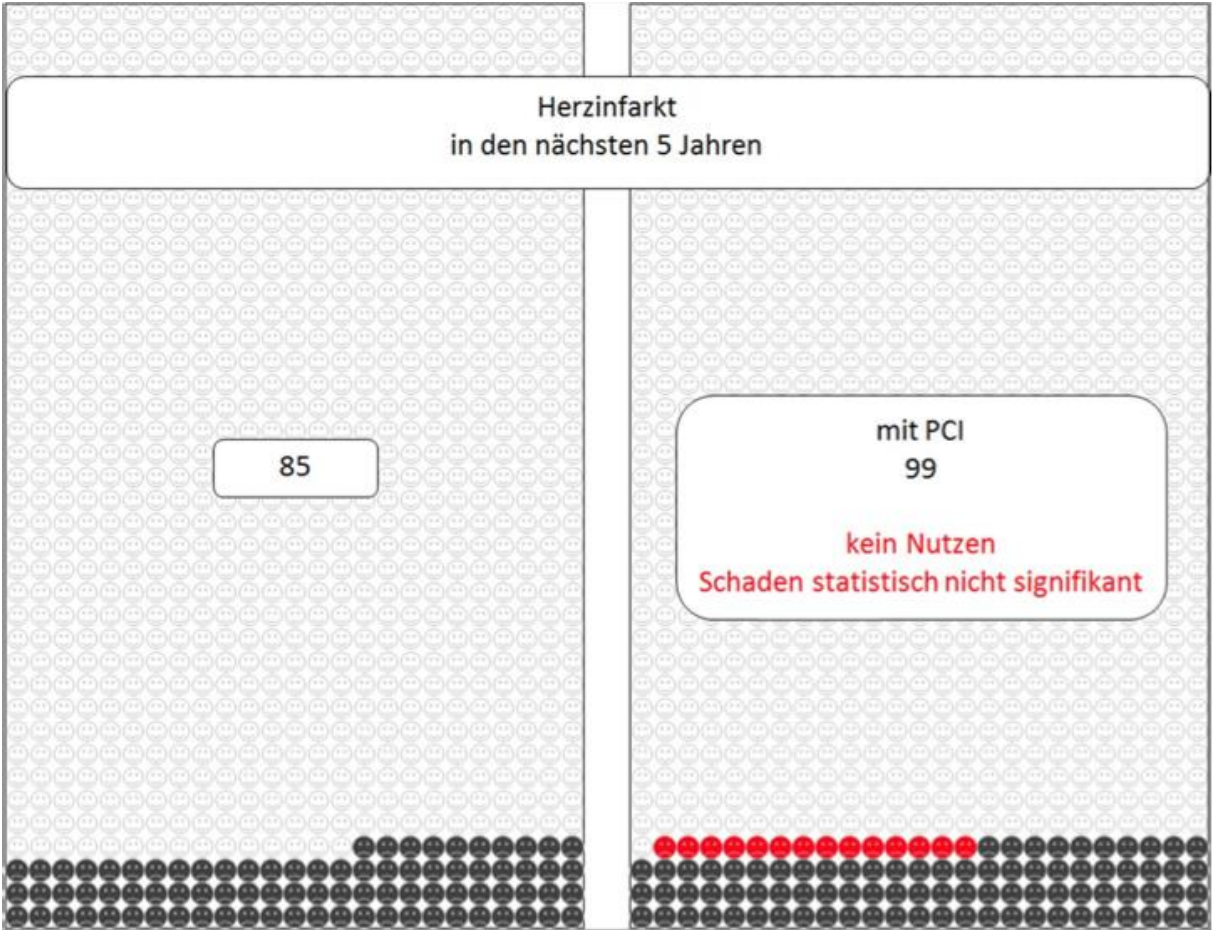 Herzinfarkt
in den nächsten 5 Jahren
85
mit PCI
99
kein Nutzen
Schaden statistisch nicht signifikant